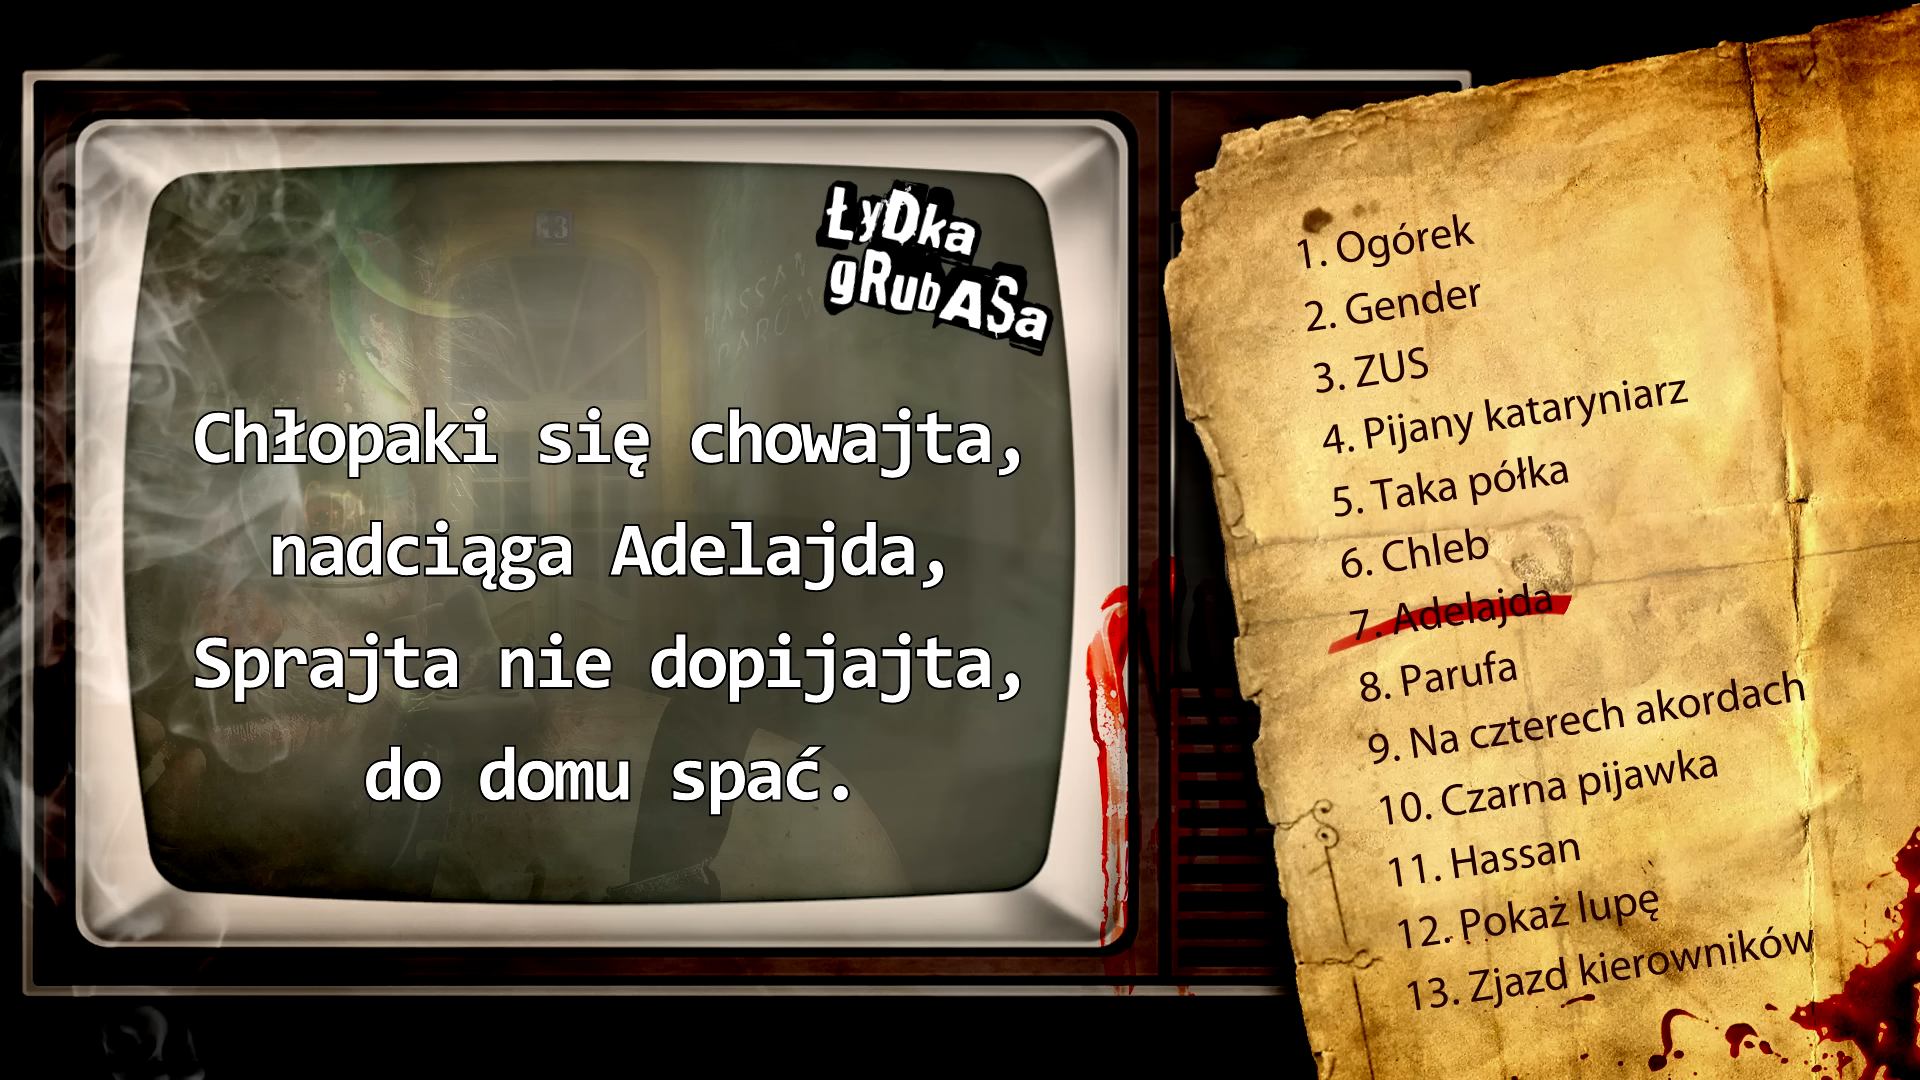 ŁyDka
gRubASa
Chłopaki się chowajta,
nadciąga Adelajda,
Sprajta nie dopijajta,
do domu spać.
1. Ogórek
2. Gender
3. ZUS
4. Pijany kataryniarz
5. Taka półka
6. Chleb
7. Adelajda
8. Parufa
9. Na czterech akordach
10. Czarna pijawka
11. Hassan
12. Pokaż lupę
13. Zjazd kierowników